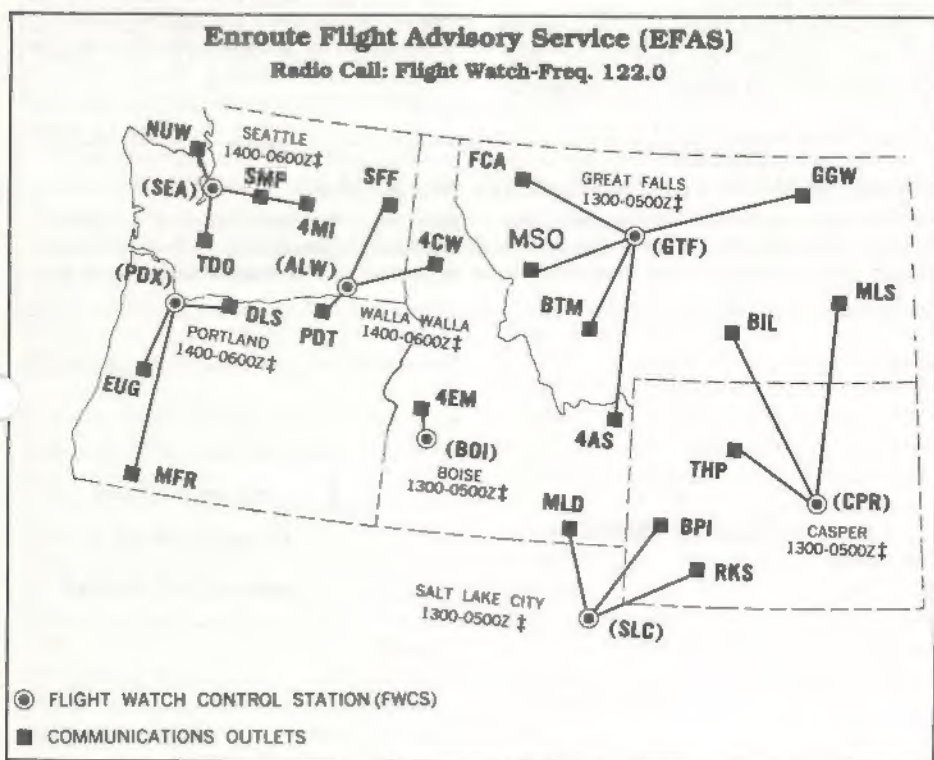 Enroute Flight Advisory Service (EFAS)
Radio Call: Flight Watch-Freq. 122.0
NUW
SEATTLE
1400-0600Z‡
(SEA)
SMP
4MI
TDO
SFF
4CW
(ALW)
PDT
WALLA WALLA
1400-0600Z‡
(PDX)
DLS
PORTLAND
1400-0600Z‡
EUG
MFR
4EM
(BOI)
BOISE
1300-0500Z‡
FCA
GREAT FALLS
1300-0500Z‡
GGW
MSO
(GTF)
BTM
4AS
BIL
MLS
THP
(CPR)
CASPER
1300-0500Z‡
MLD
BPI
RKS
SALT LAKE CITY
1300-0500Z ‡
(SLC)
FLIGHT WATCH CONTROL STATION (FWCS)
COMMUNICATIONS OUTLETS